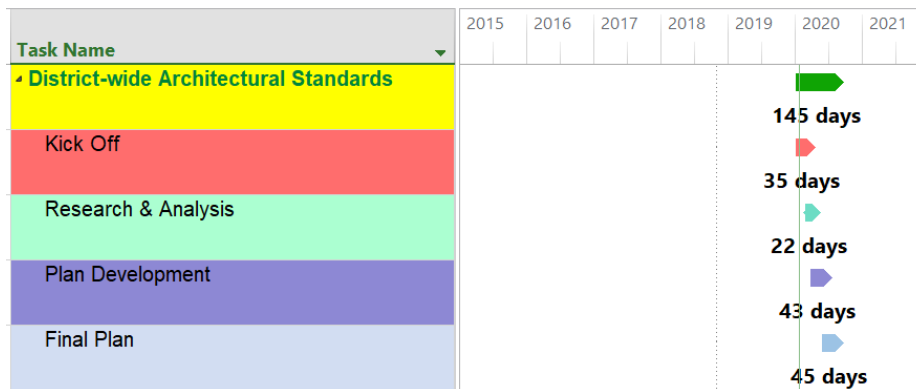 2015 2016 2017 2018 2019 2020 2021
Task Name
District-wide Architectural Standards
145 days
Kick Off
35 days
Research & Analysis
22 days
Plan Development
43 days
Final Plan
45 days